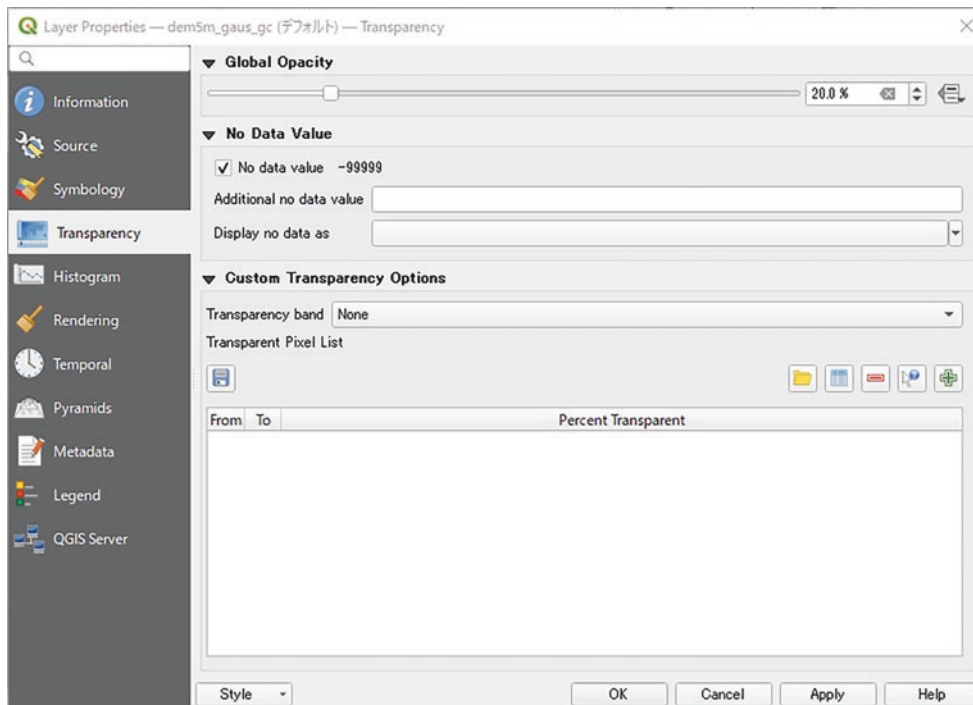 Layer Properties — dem5m_gaus_gc (デフォルト) — Transparency
Information
Source
Symbology
Transparency
Histogram
Rendering
Temporal
Pyramids
Metadata
Legend
QGIS Server
Global Opacity
20.0 %
No Data Value
No data value -99999
Additional no data value
Display no data as
Custom Transparency Options
Transparency band None
Transparent Pixel List
From To Percent Transparent
Style OK Cancel Apply Help